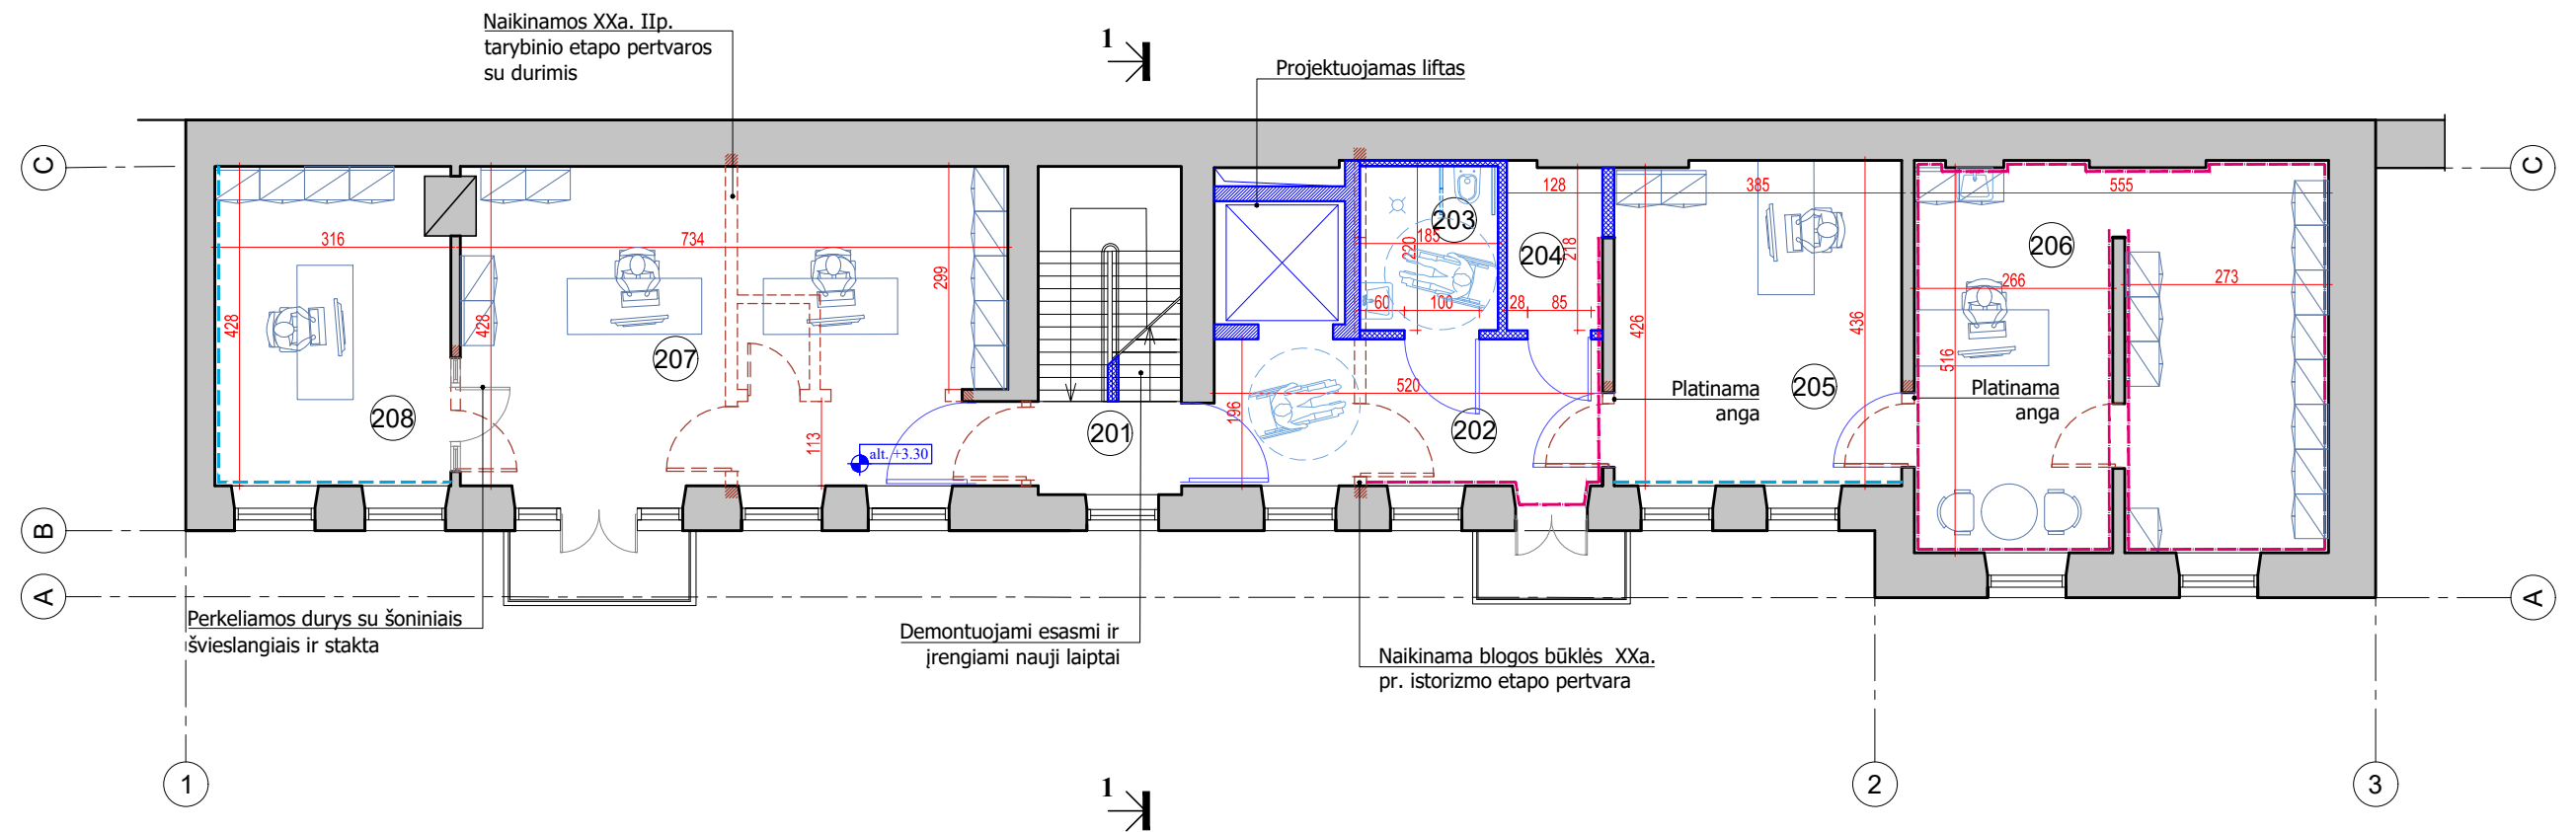 Naikinamos XXa. IIp.
tarybinio etapo pertvaros
su durimis
1
Projektuojamas liftas
C
C
316
734
428
428
299
113
207
208
201
alt. +3.30
128
385
555
203
185
220
204
218
206
60
100
28
85
266
273
426
436
516
520
196
202
205
Platinama
anga
Platinama
anga
B
A
A
Perkeliamos durys su šoniniais
švieslangiais ir stakta
Demontuojami esasmi ir
įrengiami nauji laiptai
Naikinama blogos būklės XXa.
pr. istorizmo etapo pertvara
1
2
3
1